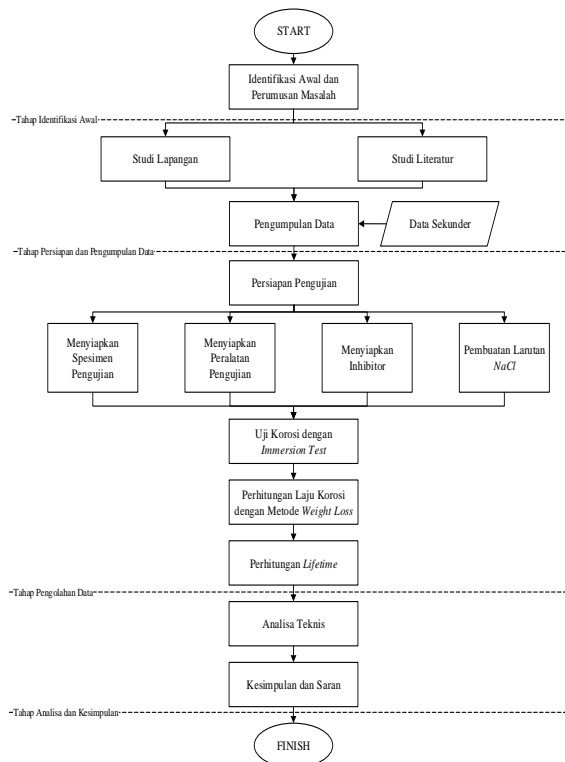 START
Identifikasi Awal dan
Perumusan Masalah
Tahap Identifikasi Awal
Studi Lapangan
Studi Literatur
Pengumpulan Data
Data Sekunder
Tahap Persiapan dan Pengumpulan Data
Persiapan Pengujian
Menyiapkan
Spesimen
Pengujian
Menyiapkan
Peralatan
Pengujian
Menyiapkan
Inhibitor
Pembuatan Larutan
NaCl
Uji Korosi dengan
Immersion Test
Perhitungan Laju Korosi
dengan Metode Weight Loss
Perhitungan Lifetime
Tahap Pengolahan Data
Analisa Teknis
Kesimpulan dan Saran
Tahap Analisa dan Kesimpulan
FINISH